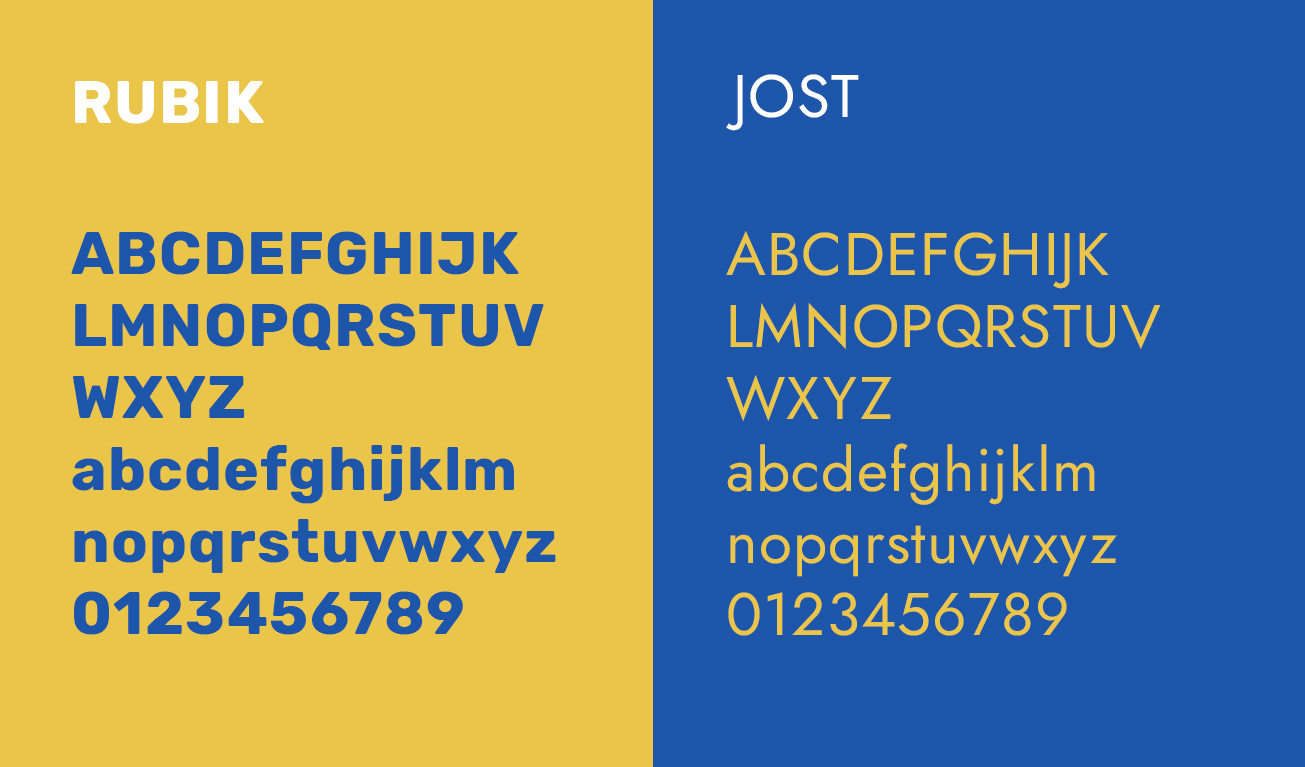 RUBIK
ABCDEFGHIJK
LMNOPQRSTUV
WXYZ
abcdefghijklm
nopqrstuvwxyz
0123456789
JOST
ABCDEFGHIJK
LMNOPQRSTUV
WXYZ
abcdefghijklm
nopqrstuvwxyz
0123456789